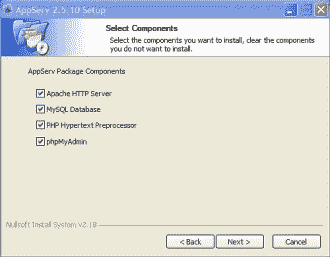 AppServ 2.5.10 Setup
Select Components
Select the components you want to install, clear the components
you do not want to install.
AppServ Package Components
Apache HTTP Server
MySQL Database
PHP Hypertext Preprocessor
phpMyAdmin
Nullsoft Install System v2.18
< Back
Next >
Cancel